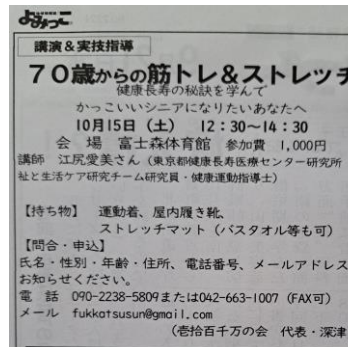 よみっこ
講演&実技指導
70歳からの筋トレ&ストレッチ
健康長寿の秘訣を学んで
かっこいいシニアになりたいあなたへ
10月15日(土) 12:30~14:30
会 場 富士森体育館 参加費 1,000円
講師 江尻愛美さん(東京都健康長寿医療センター研究所
祉と生活ケア研究チーム研究員・健康運動指導士)
【持ち物】 運動着、屋内履き靴、
ストレッチマット(バスタオル等も可)
【問合・申込】
氏名・性別・年齢・住所、電話番号、メールアドレス
お知らせください。
電 話 090-2238-5809または042-663-1007(FAX可)
メール fukkatsusun@gmail.com
(壱拾百千万の会 代表・深津